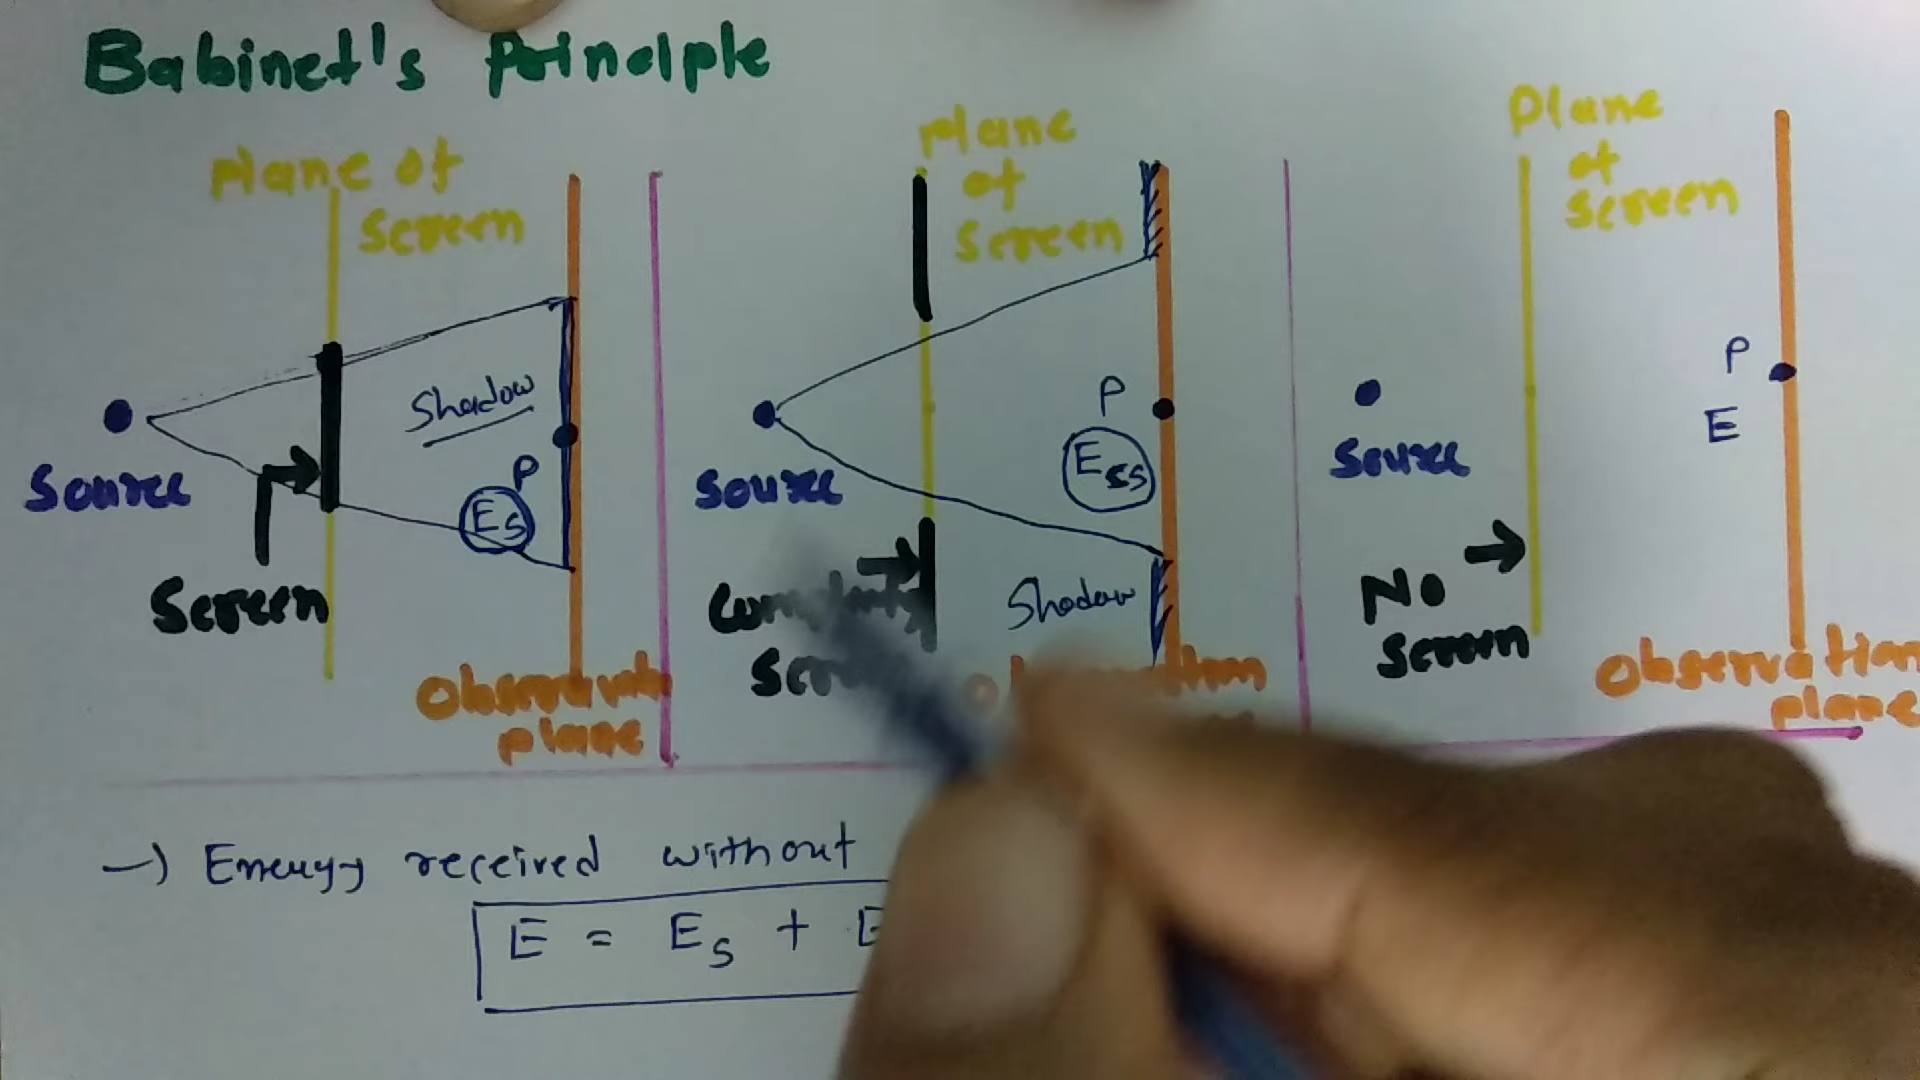 Babinet's Principle
Plane of
Screen
Shadow
P
Es
Source
Screen
Observation
plane
Plane
of
Screen
P
Ess
Source
Shadow
Plane
of
Screen
P
E
Source
No
Screen
Observation
plane
→ Energy received without
E = Es + E